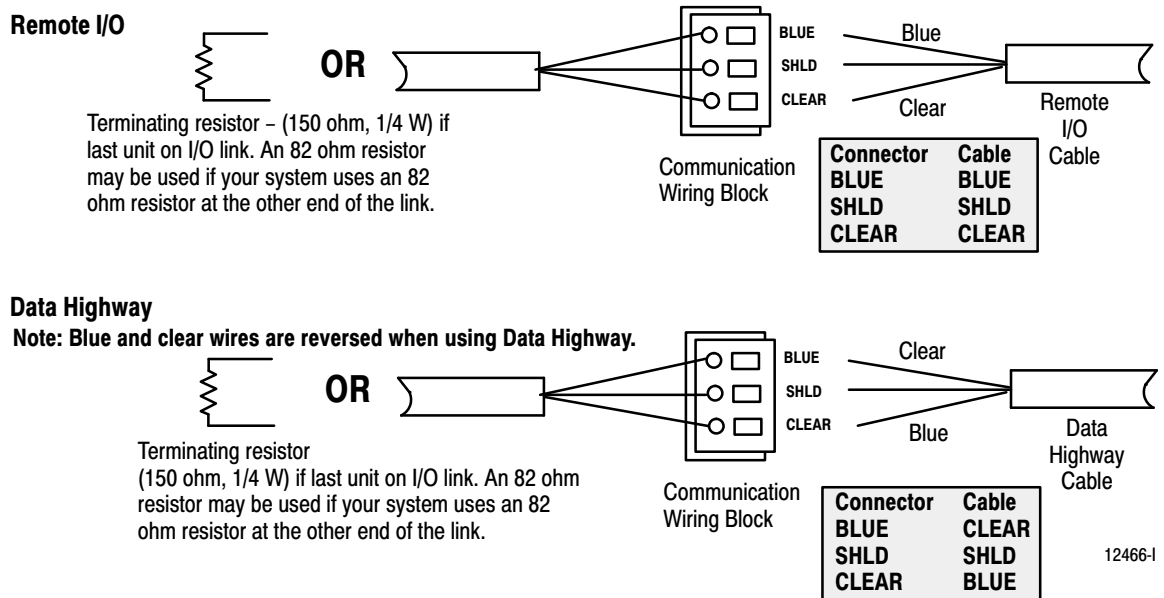 Remote I/O
OR
Terminating resistor – (150 ohm, 1/4 W) if
last unit on I/O link. An 82 ohm resistor
may be used if your system uses an 82
ohm resistor at the other end of the link.
BLUE
SHLD
CLEAR
Communication
Wiring Block
Blue
Clear
Remote
I/O
Cable
Connector Cable
BLUE BLUE
SHLD SHLD
CLEAR CLEAR
Data Highway
Note: Blue and clear wires are reversed when using Data Highway.
OR
Terminating resistor
(150 ohm, 1/4 W) if last unit on I/O link. An 82 ohm
resistor may be used if your system uses an 82
ohm resistor at the other end of the link.
BLUE
SHLD
CLEAR
Communication
Wiring Block
Clear
Blue
Data
Highway
Cable
Connector Cable
BLUE CLEAR
SHLD SHLD
CLEAR BLUE
12466-I